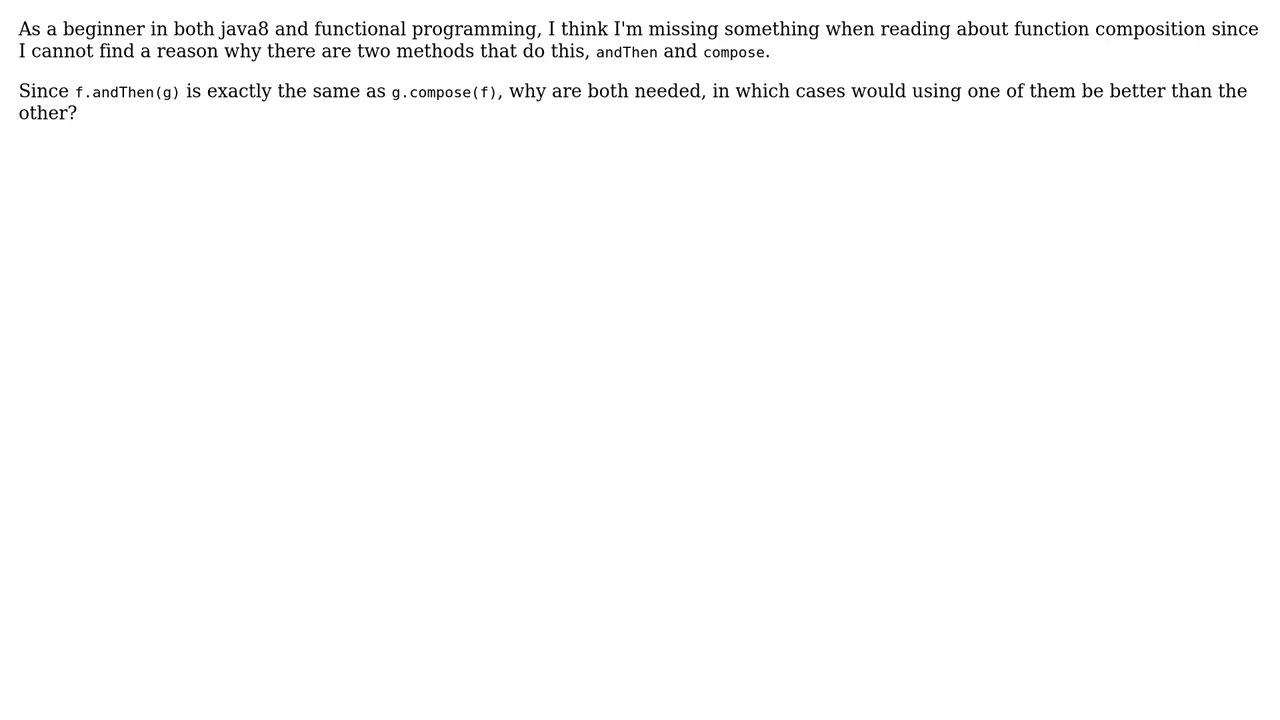 As a beginner in both java8 and functional programming, I think I'm missing something when reading about function composition since
I cannot find a reason why there are two methods that do this, andThen and compose.
Since f.andThen(g) is exactly the same as g.compose(f), why are both needed, in which cases would using one of them be better than the
other?